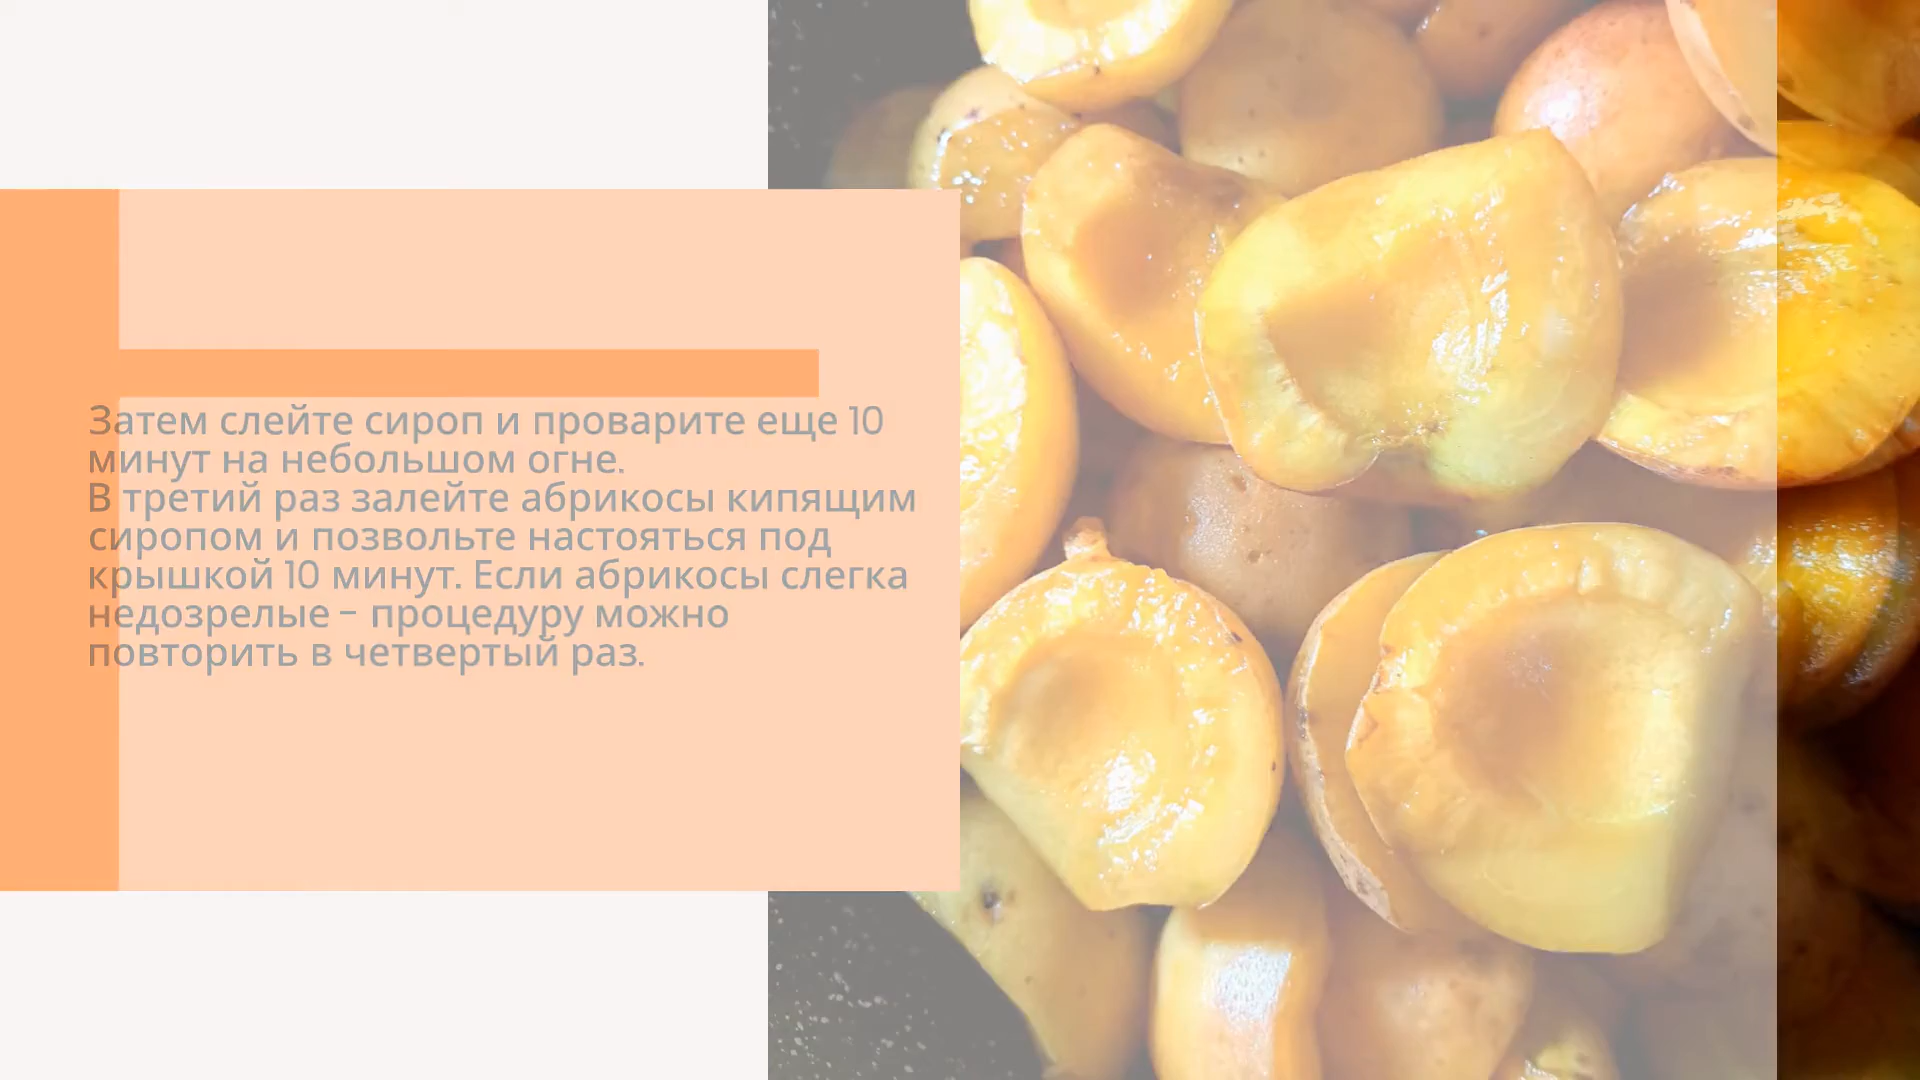 Затем слейте сироп и проварите еще 10
минут на небольшом огне.
В третий раз залейте абрикосы кипящим
сиропом и позвольте настояться под
крышкой 10 минут. Если абрикосы слегка
недозрелые – процедуру можно
повторить в четвертый раз.